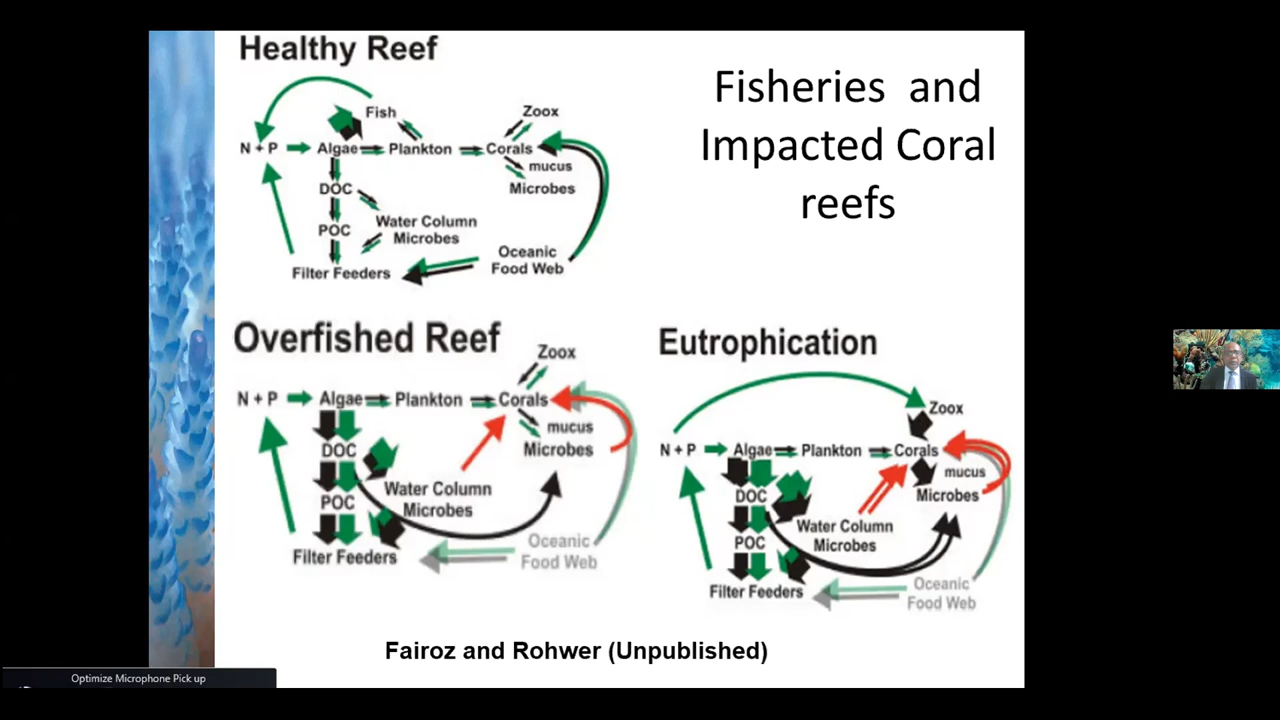 Healthy Reef
Fisheries and
Impacted Coral
reefs
Fish
Zoox
N + P
Algae
Plankton
Corals
mucus
DOC
Microbes
POC
Water Column
Microbes
Filter Feeders
Oceanic
Food Web
Overfished Reef
Zoox
N + P
Algae
Plankton
Corals
mucus
DOC
Microbes
POC
Water Column
Microbes
Filter Feeders
Oceanic
Food Web
Eutrophication
Zoox
N + P
Algae
Plankton
Corals
mucus
DOC
Microbes
POC
Water Column
Microbes
Filter Feeders
Oceanic
Food Web
Fairoz and Rohwer (Unpublished)
Optimize Microphone Pick up